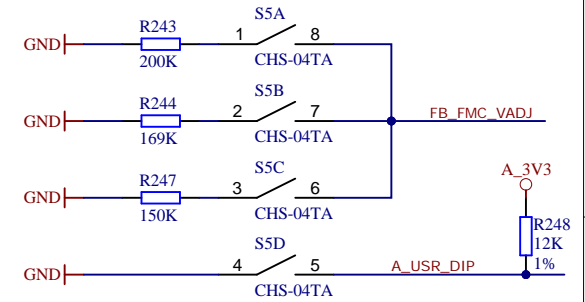 S5A
R243
1
8
GND
200K
CHS-04TA
S5B
R244
2
7
FB_FMC_VADJ
GND
169K
CHS-04TA
S5C
A_3V3
R247
3
6
GND
150K
CHS-04TA
R248
S5D
12K
4
5
A_USR_DIP
1%
GND
CHS-04TA